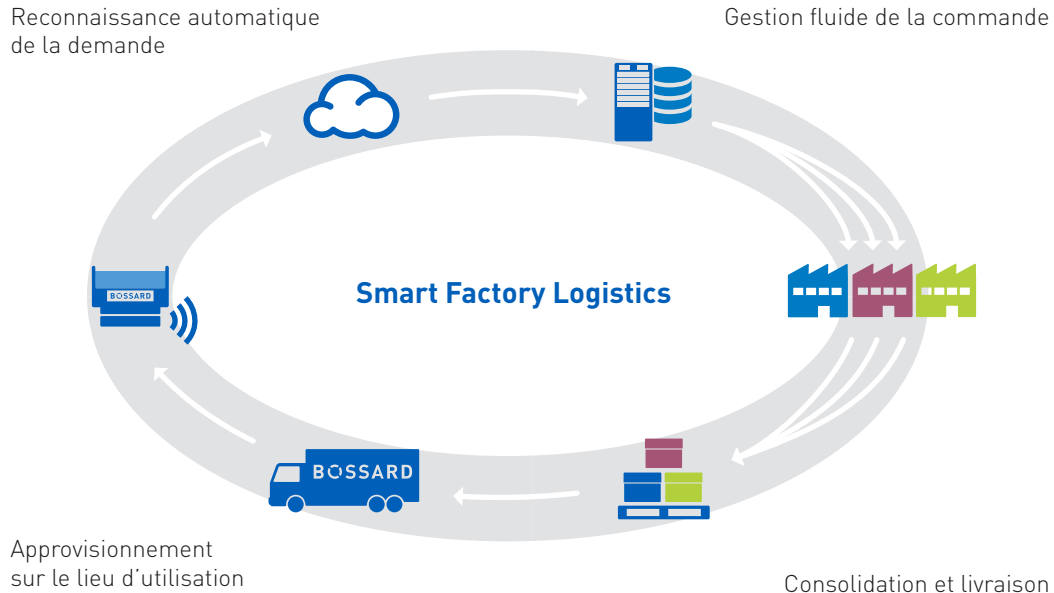 Reconnaissance automatique
de la demande
Gestion fluide de la commande
BOSSARD
Smart Factory Logistics
BOSSARD
Approvisionnement
sur le lieu d’utilisation
Consolidation et livraison